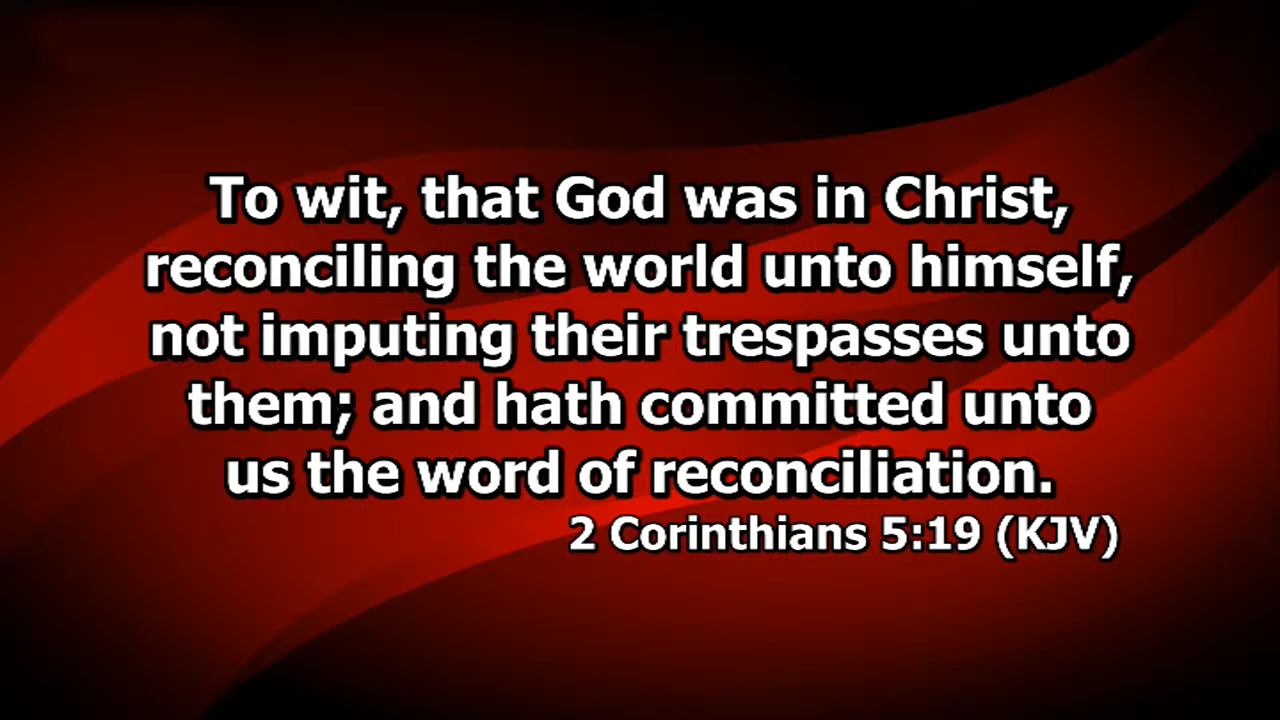 To wit, that God was in Christ,
reconciling the world unto himself,
not imputing their trespasses unto
them; and hath committed unto
us the word of reconciliation.
2 Corinthians 5:19 (KJV)